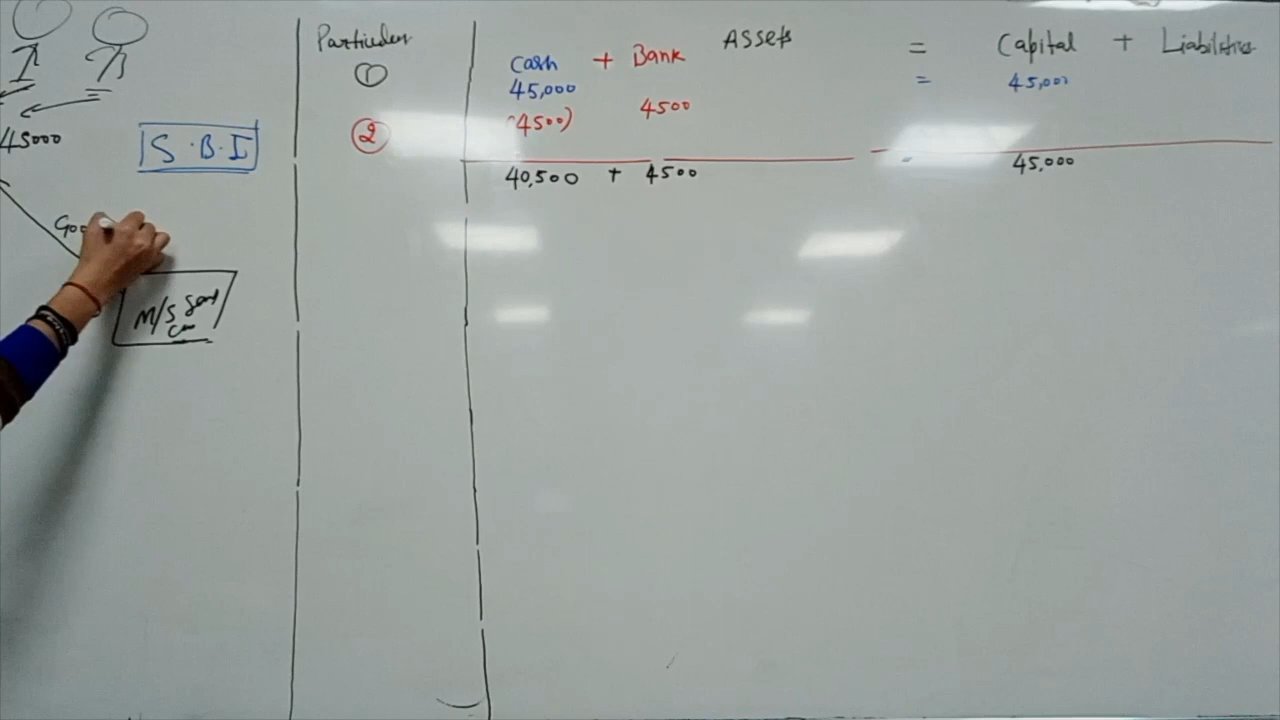 Particulars Assets = Capital + Liabilities
① Cash + Bank
45,000 = 45,000
② (4500) 4500
40,500 + 4500 45,000
45000
S.B.I
Goo
M/S